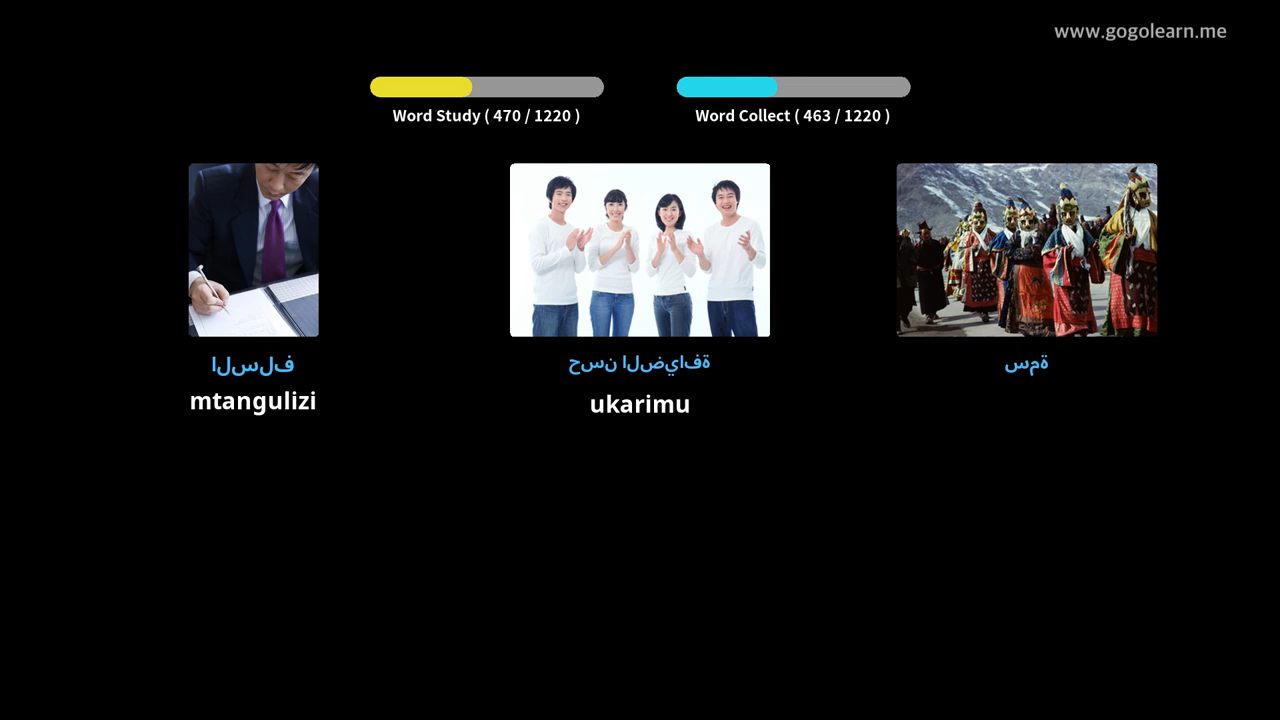 www.gogolearn.me
Word Study ( 470 / 1220 )
Word Collect ( 463 / 1220 )
السلف
حسن الضيافة
سمة
mtangulizi
ukarimu